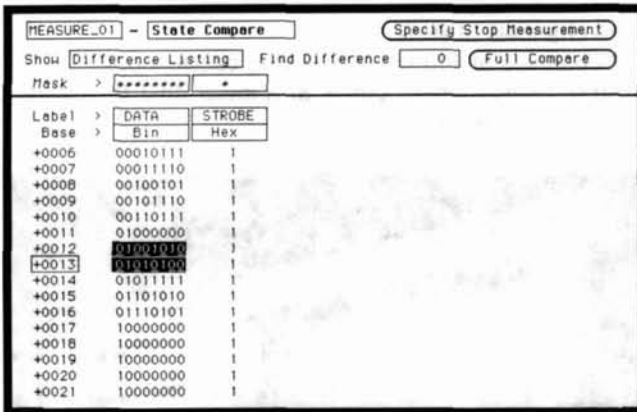 MEASURE_01 - State Compare Specify Stop Measurement
Show Difference Listing Find Difference 0 Full Compare
Mask > ******** *
Label > DATA STROBE
Base > Bin Hex
+0006 00010111 1
+0007 00011110 1
+0008 00100101 1
+0009 00101110 1
+0010 00110111 1
+0011 01000000 1
+0012 01001010 1
+0013 01010100 1
+0014 01011111 1
+0015 01101010 1
+0016 01110101 1
+0017 10000000 1
+0018 10000000 1
+0019 10000000 1
+0020 10000000 1
+0021 10000000 1